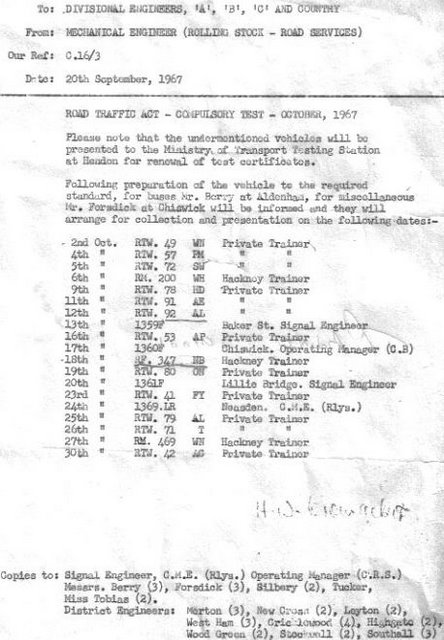 To: DIVISIONAL ENGINEERS, 'A', 'B', 'C' AND COUNTRY
From: MECHANICAL ENGINEER (ROLLING STOCK - ROAD SERVICES)
Our Ref: C.16/3
Date: 20th September, 1967
ROAD TRAFFIC ACT - COMPULSORY TEST - OCTOBER, 1967
Please note that the undermentioned vehicles will be
presented to the Ministry of Transport Testing Station
at Hendon for renewal of test certificates.
Following preparation of the vehicle to the required
standard, for buses Mr. Berry at Aldenham, for miscellaneous
Mr. Forsdick at Chiswick will be informed and they will
arrange for collection and presentation on the following dates:-
2nd Oct. RTW. 49 WN Private Trainer
4th " RTW. 57 PM " "
5th " RTW. 72 SW " "
6th " RM. 200 WH Hackney Trainer
9th " RTW. 78 HD Private Trainer
11th " RTW. 91 AE " "
12th " RTW. 92 AL " "
13th " 1359F Baker St. Signal Engineer
16th " RTW. 53 AP Private Trainer
17th " 1360F Chiswick. Operating Manager (C.B)
18th " RF. 347 NB Hackney Trainer
19th " RTW. 80 ON Private Trainer
20th " 1361F Lillie Bridge. Signal Engineer
23rd " RTW. 41 FY Private Trainer
24th " 1369.LR Neasden. C.M.E. (Rlys.)
25th " RTW. 79 AL Private Trainer
26th " RTW. 71 T " "
27th " RM. 469 WN Hackney Trainer
30th " RTW. 42 AC Private Trainer
Copies to: Signal Engineer, C.M.E. (Rlys.) Operating Manager (C.R.S.)
Messrs. Berry (3), Forsdick (3), Silbery (2), Tucker,
Miss Tobias (2).
District Engineers: Merton (3), New Cross (2), Leyton (2),
West Ham (3), Cricklewood (4), Highgate (2),
Wood Green (2), Stockwell (2), Southall (3)